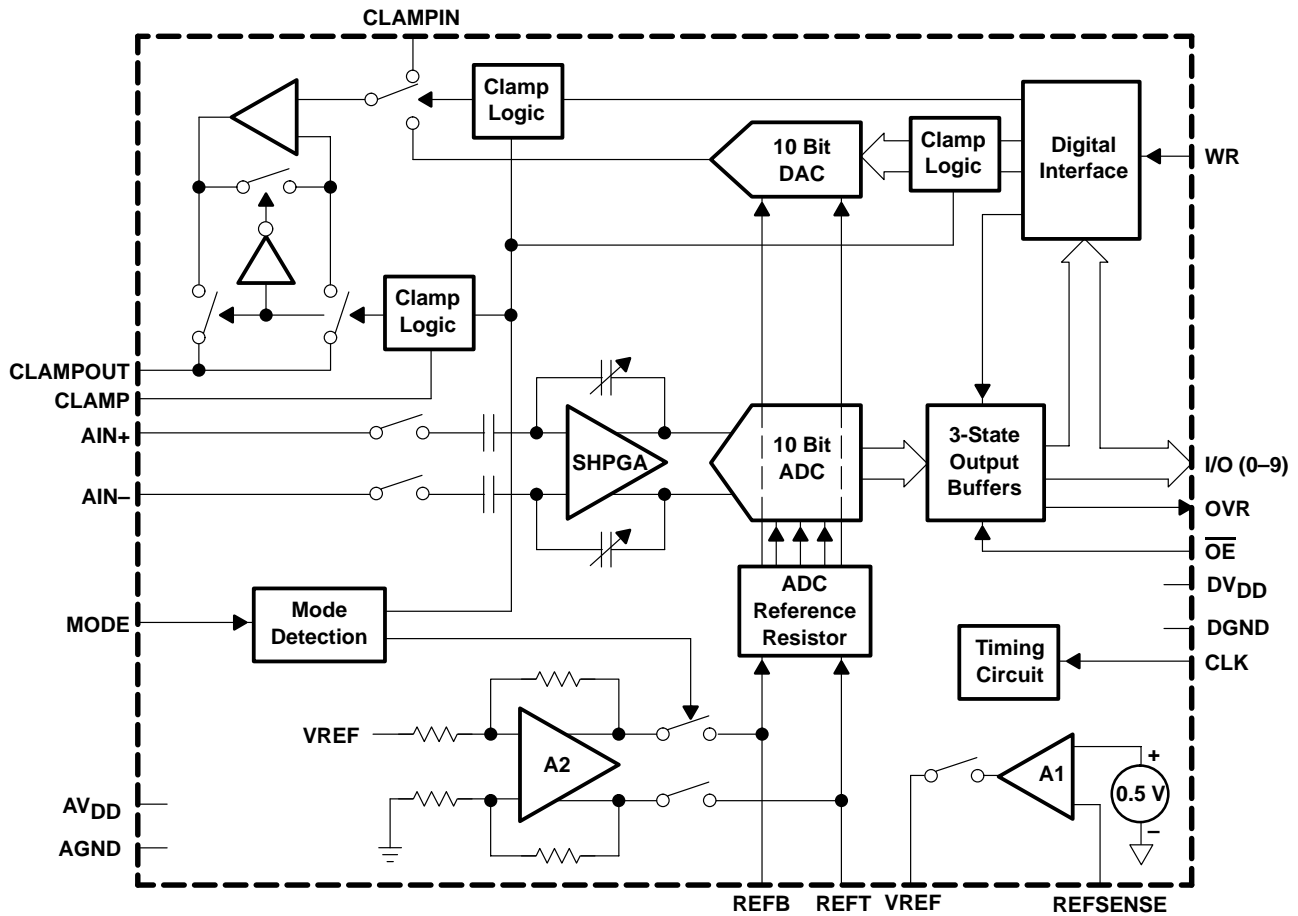 CLAMPIN
Clamp
Logic
10 Bit
DAC
Clamp
Logic
Digital
Interface
WR
Clamp
Logic
CLAMPOUT
CLAMP
AIN+
AIN–
SHPGA
10 Bit
ADC
3-State
Output
Buffers
I/O (0–9)
OVR
OE
DVDD
DGND
CLK
MODE
Mode
Detection
ADC
Reference
Resistor
Timing
Circuit
VREF
A2
A1
+
0.5 V
–
AVDD
AGND
REFB
REFT
VREF
REFSENSE